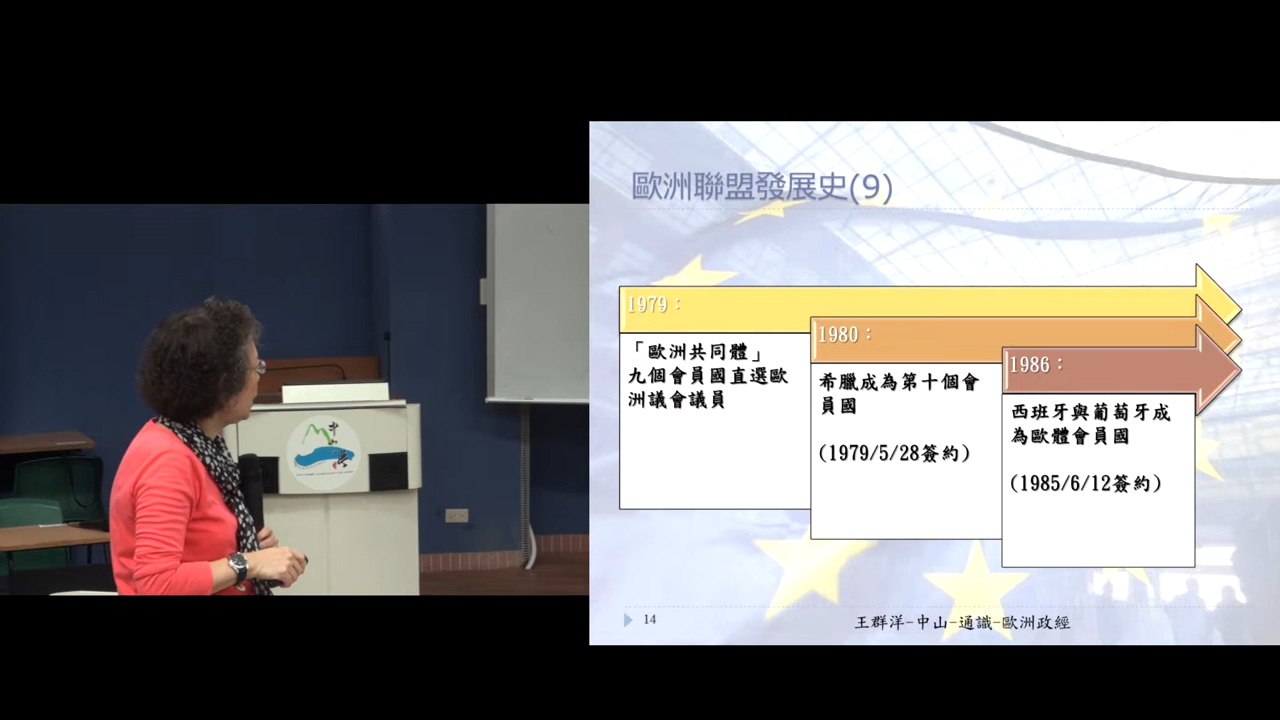 歐洲聯盟發展史(9)
1979：
「歐洲共同體」
九個會員國直選歐
洲議會議員
1980：
希臘成為第十個會
員國
(1979/5/28簽約)
1986：
西班牙與葡萄牙成
為歐體會員國
(1985/6/12簽約)
14
王群洋-中山-通識-歐洲政經